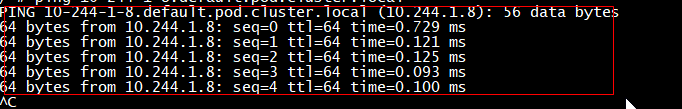 PING 10-244-1-8.default.pod.cluster.local (10.244.1.8): 56 data bytes
64 bytes from 10.244.1.8: seq=0 ttl=64 time=0.729 ms
64 bytes from 10.244.1.8: seq=1 ttl=64 time=0.121 ms
64 bytes from 10.244.1.8: seq=2 ttl=64 time=0.125 ms
64 bytes from 10.244.1.8: seq=3 ttl=64 time=0.093 ms
64 bytes from 10.244.1.8: seq=4 ttl=64 time=0.100 ms
^C